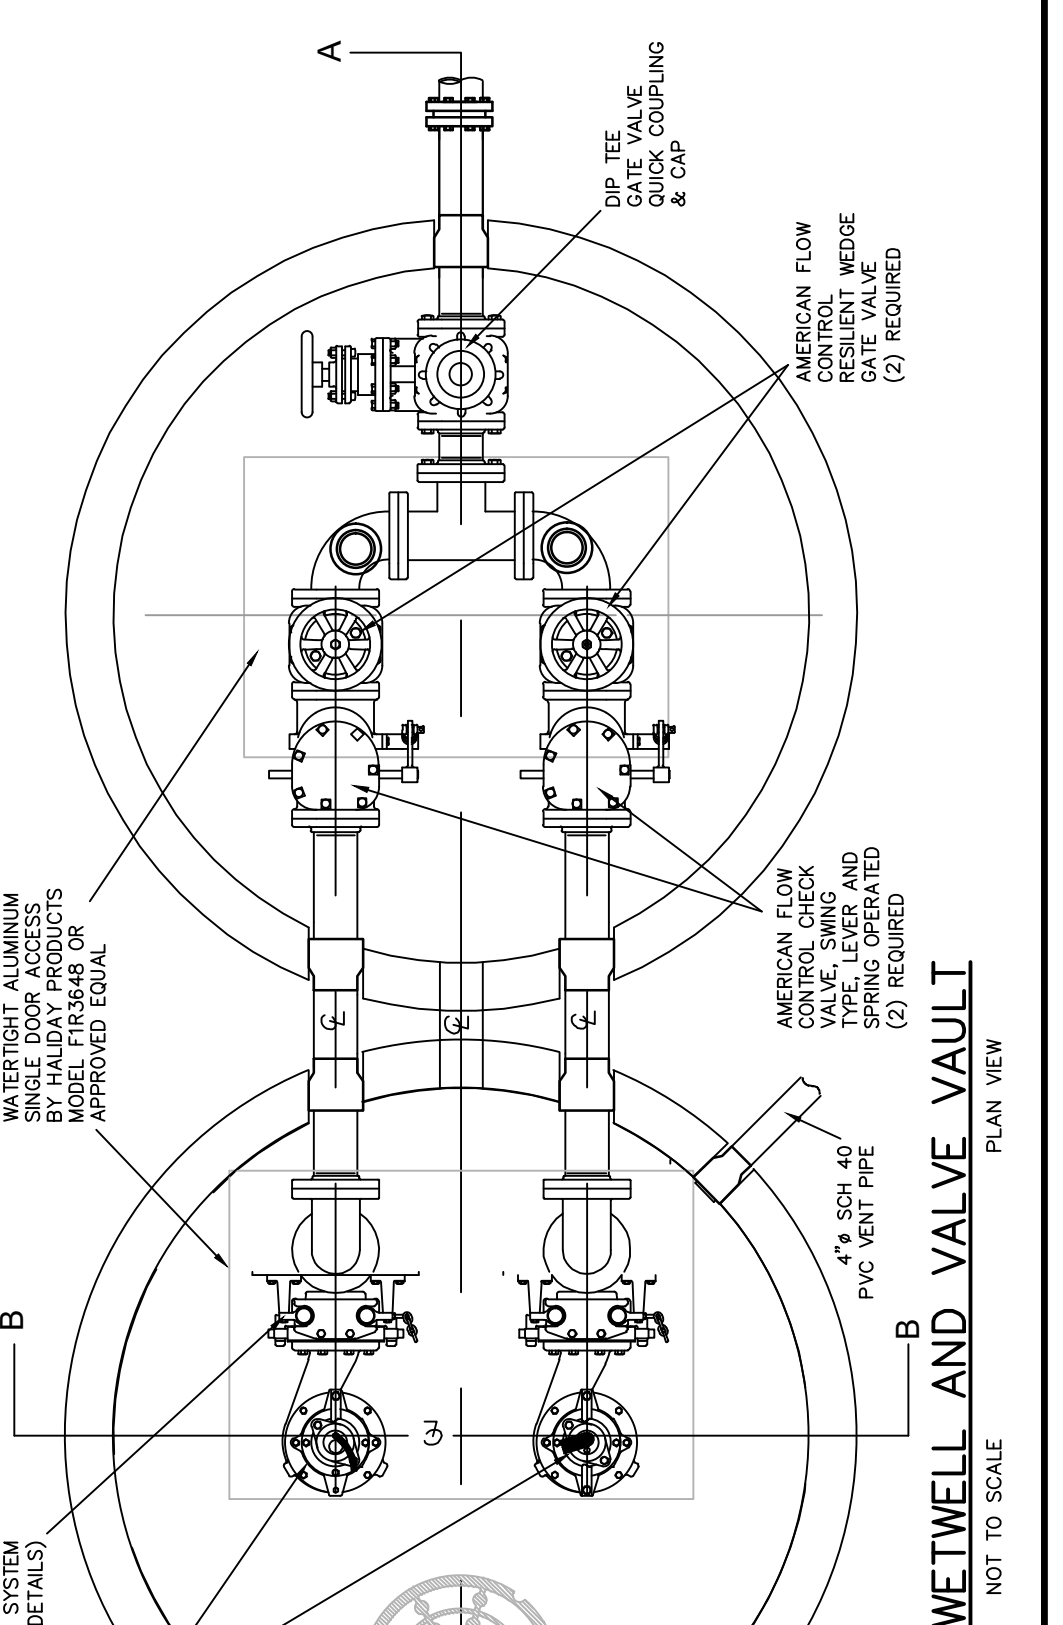 A
DIP TEE
GATE VALVE
QUICK COUPLING
& CAP
AMERICAN FLOW
CONTROL
RESILIENT WEDGE
GATE VALVE
(2) REQUIRED
WATERTIGHT ALUMINUM
SINGLE DOOR ACCESS
BY HALIDAY PRODUCTS
MODEL F1R3648 OR
APPROVED EQUAL
AMERICAN FLOW
CONTROL CHECK
VALVE, SWING
TYPE, LEVER AND
SPRING OPERATED
(2) REQUIRED
℄
℄
℄
4"ø SCH 40
PVC VENT PIPE
B
B
℄
SYSTEM
DETAILS)
WETWELL AND VALVE VAULT
NOT TO SCALE
PLAN VIEW